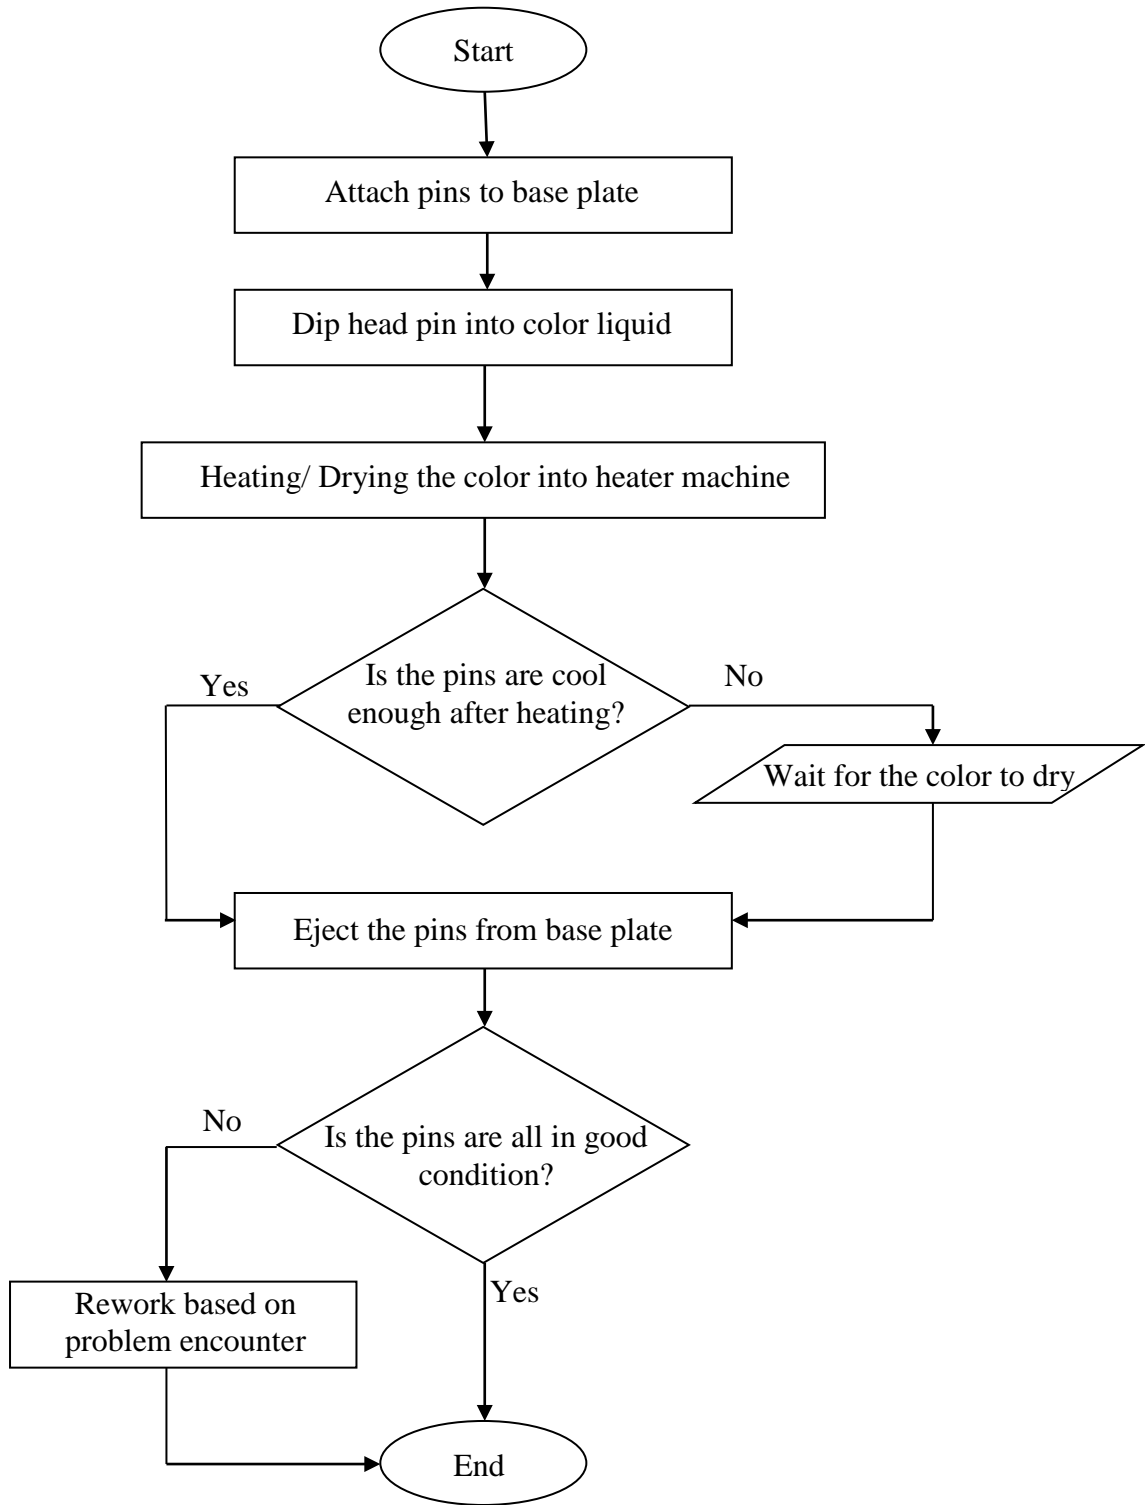 Start
Attach pins to base plate
Dip head pin into color liquid
Heating/ Drying the color into heater machine
Is the pins are cool
enough after heating?
Yes
No
Wait for the color to dry
Eject the pins from base plate
Is the pins are all in good
condition?
No
Yes
Rework based on
problem encounter
End